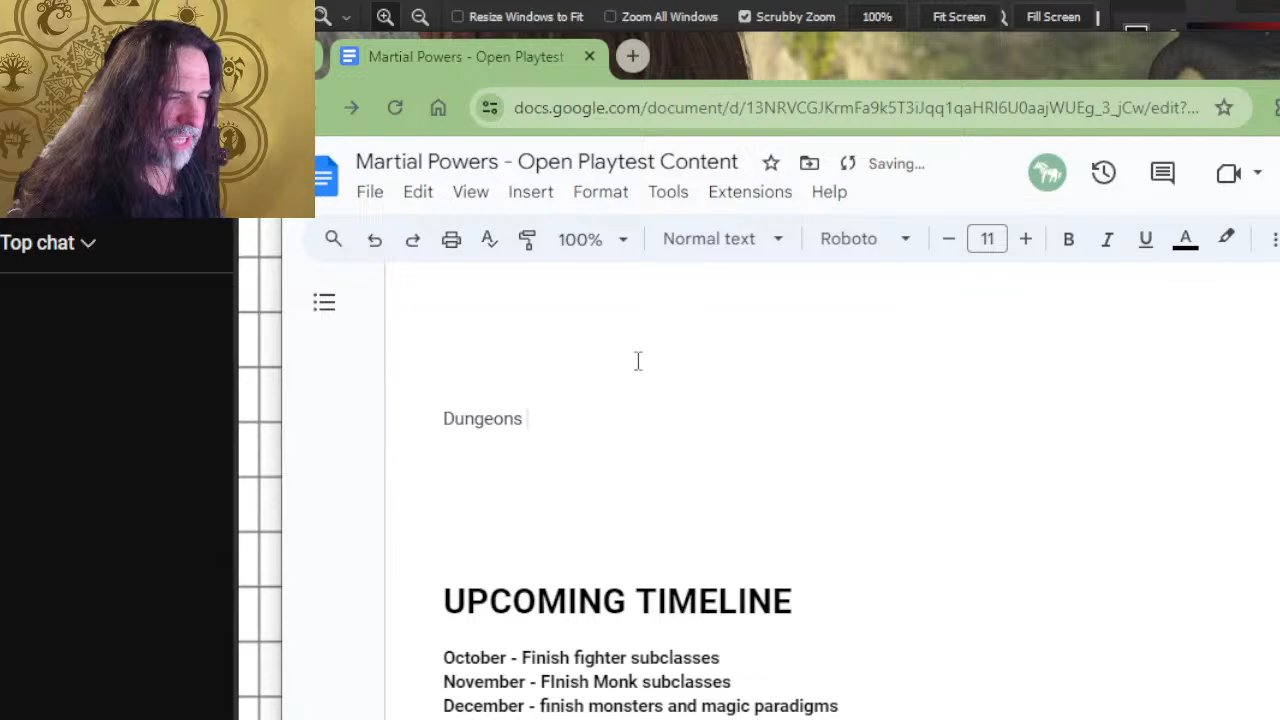 Resize Windows to Fit Zoom All Windows Scrubby Zoom 100% Fit Screen Fill Screen
Martial Powers - Open Playtest
docs.google.com/document/d/13NRVCGJKrmFa9k5T3iJqq1qaHRl6U0aajWUEg_3_jCw/edit?...
Martial Powers - Open Playtest Content Saving...
File Edit View Insert Format Tools Extensions Help
Top chat
100% Normal text Roboto 11 B I U A
Dungeons
UPCOMING TIMELINE
October - Finish fighter subclasses
November - FInish Monk subclasses
December - finish monsters and magic paradigms